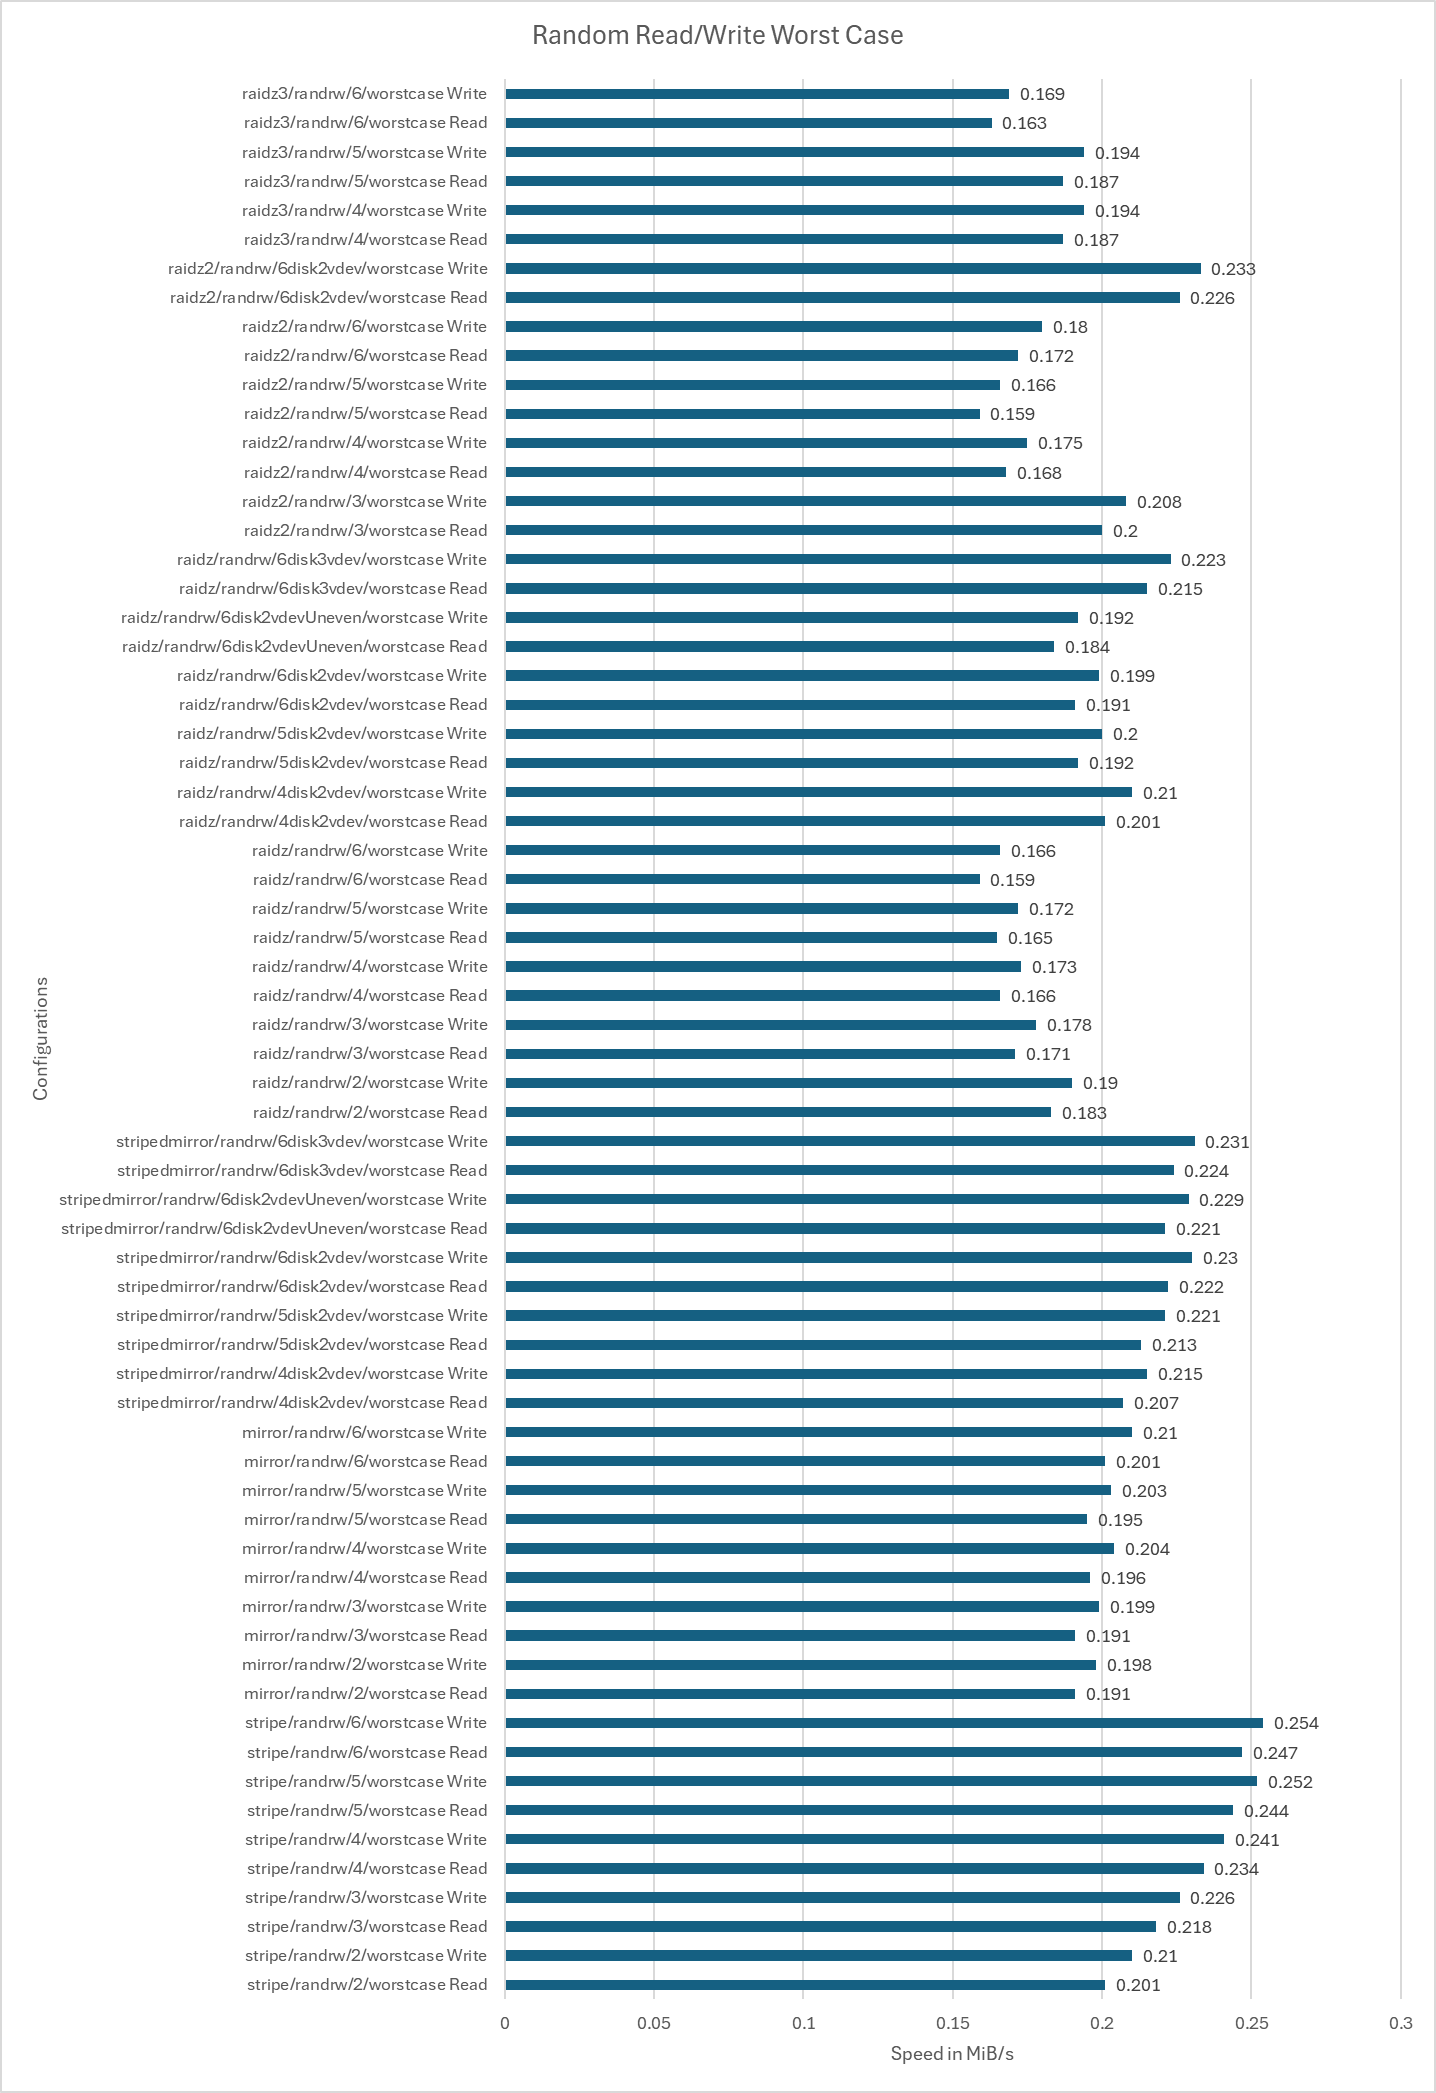 Random Read/Write Worst Case
raidz3/randrw/6/worstcase Write 0.169
raidz3/randrw/6/worstcase Read 0.163
raidz3/randrw/5/worstcase Write 0.194
raidz3/randrw/5/worstcase Read 0.187
raidz3/randrw/4/worstcase Write 0.194
raidz3/randrw/4/worstcase Read 0.187
raidz2/randrw/6disk2vdev/worstcase Write 0.233
raidz2/randrw/6disk2vdev/worstcase Read 0.226
raidz2/randrw/6/worstcase Write 0.18
raidz2/randrw/6/worstcase Read 0.172
raidz2/randrw/5/worstcase Write 0.166
raidz2/randrw/5/worstcase Read 0.159
raidz2/randrw/4/worstcase Write 0.175
raidz2/randrw/4/worstcase Read 0.168
raidz2/randrw/3/worstcase Write 0.208
raidz2/randrw/3/worstcase Read 0.2
raidz/randrw/6disk3vdev/worstcase Write 0.223
raidz/randrw/6disk3vdev/worstcase Read 0.215
raidz/randrw/6disk2vdevUneven/worstcase Write 0.192
raidz/randrw/6disk2vdevUneven/worstcase Read 0.184
raidz/randrw/6disk2vdev/worstcase Write 0.199
raidz/randrw/6disk2vdev/worstcase Read 0.191
raidz/randrw/5disk2vdev/worstcase Write 0.2
raidz/randrw/5disk2vdev/worstcase Read 0.192
raidz/randrw/4disk2vdev/worstcase Write 0.21
raidz/randrw/4disk2vdev/worstcase Read 0.201
raidz/randrw/6/worstcase Write 0.166
raidz/randrw/6/worstcase Read 0.159
raidz/randrw/5/worstcase Write 0.172
raidz/randrw/5/worstcase Read 0.165
raidz/randrw/4/worstcase Write 0.173
raidz/randrw/4/worstcase Read 0.166
raidz/randrw/3/worstcase Write 0.178
raidz/randrw/3/worstcase Read 0.171
raidz/randrw/2/worstcase Write 0.19
raidz/randrw/2/worstcase Read 0.183
stripedmirror/randrw/6disk3vdev/worstcase Write 0.231
stripedmirror/randrw/6disk3vdev/worstcase Read 0.224
stripedmirror/randrw/6disk2vdevUneven/worstcase Write 0.229
stripedmirror/randrw/6disk2vdevUneven/worstcase Read 0.221
stripedmirror/randrw/6disk2vdev/worstcase Write 0.23
stripedmirror/randrw/6disk2vdev/worstcase Read 0.222
stripedmirror/randrw/5disk2vdev/worstcase Write 0.221
stripedmirror/randrw/5disk2vdev/worstcase Read 0.213
stripedmirror/randrw/4disk2vdev/worstcase Write 0.215
stripedmirror/randrw/4disk2vdev/worstcase Read 0.207
mirror/randrw/6/worstcase Write 0.21
mirror/randrw/6/worstcase Read 0.201
mirror/randrw/5/worstcase Write 0.203
mirror/randrw/5/worstcase Read 0.195
mirror/randrw/4/worstcase Write 0.204
mirror/randrw/4/worstcase Read 0.196
mirror/randrw/3/worstcase Write 0.199
mirror/randrw/3/worstcase Read 0.191
mirror/randrw/2/worstcase Write 0.198
mirror/randrw/2/worstcase Read 0.191
stripe/randrw/6/worstcase Write 0.254
stripe/randrw/6/worstcase Read 0.247
stripe/randrw/5/worstcase Write 0.252
stripe/randrw/5/worstcase Read 0.244
stripe/randrw/4/worstcase Write 0.241
stripe/randrw/4/worstcase Read 0.234
stripe/randrw/3/worstcase Write 0.226
stripe/randrw/3/worstcase Read 0.218
stripe/randrw/2/worstcase Write 0.21
stripe/randrw/2/worstcase Read 0.201
Configurations
0 0.05 0.1 0.15 0.2 0.25 0.3
Speed in MiB/s